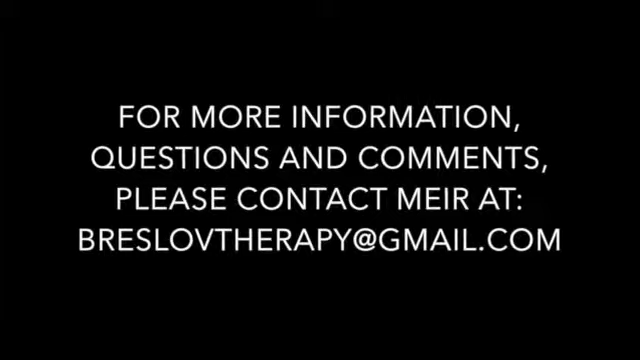 FOR MORE INFORMATION,
QUESTIONS AND COMMENTS,
PLEASE CONTACT MEIR AT:
BRESLOVTHERAPY@GMAIL.COM